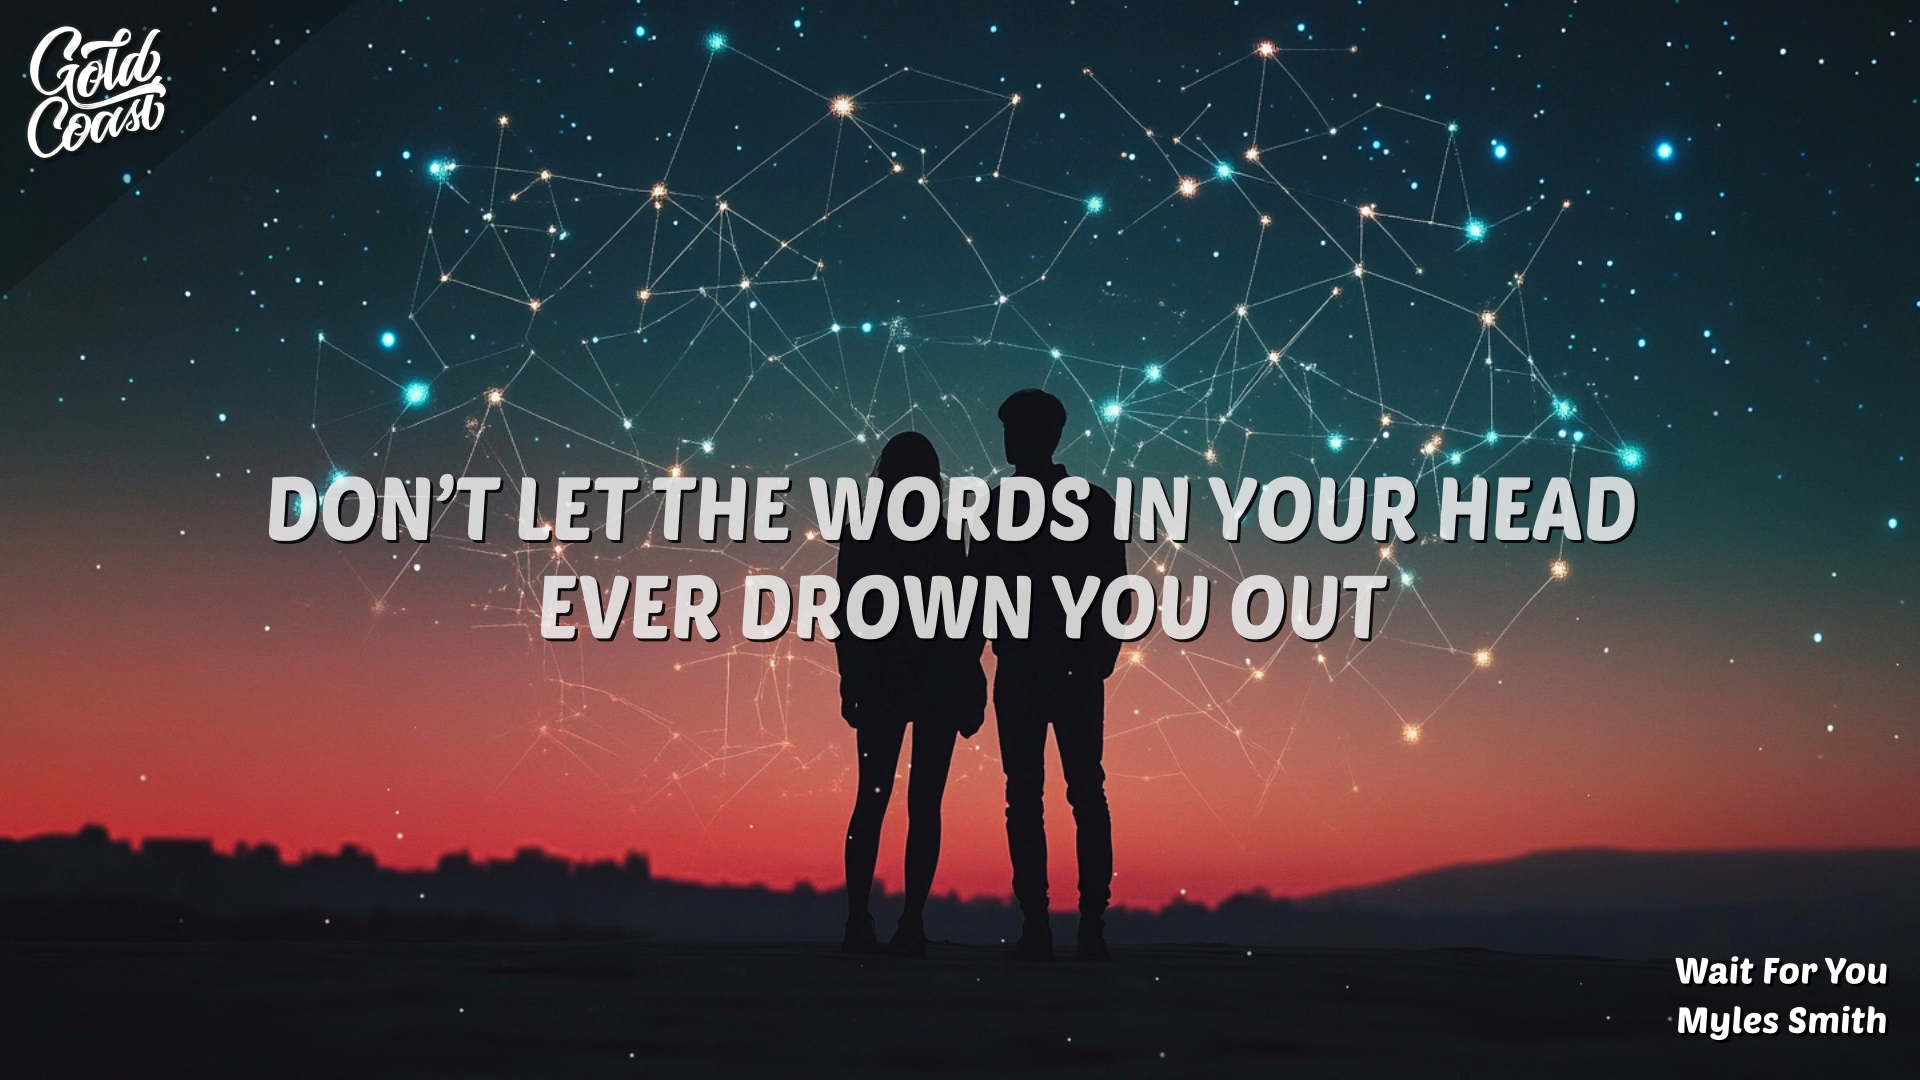 Gold
Coast
DON’T LET THE WORDS IN YOUR HEAD
EVER DROWN YOU OUT
Wait For You
Myles Smith